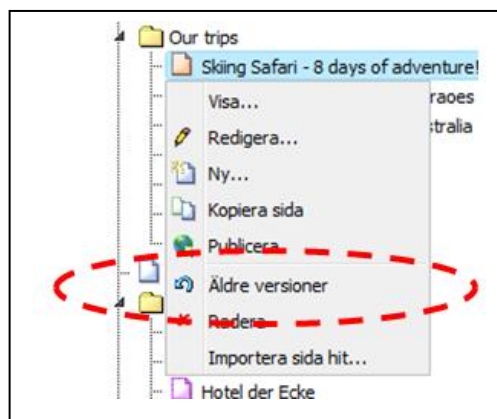 Our trips
Skiing Safari - 8 days of adventure!
Visa...
raoes
Redigera...
stralia
Ny...
Kopiera sida
Publicera
Äldre versioner
Radera
Importera sida hit...
Hotel der Ecke